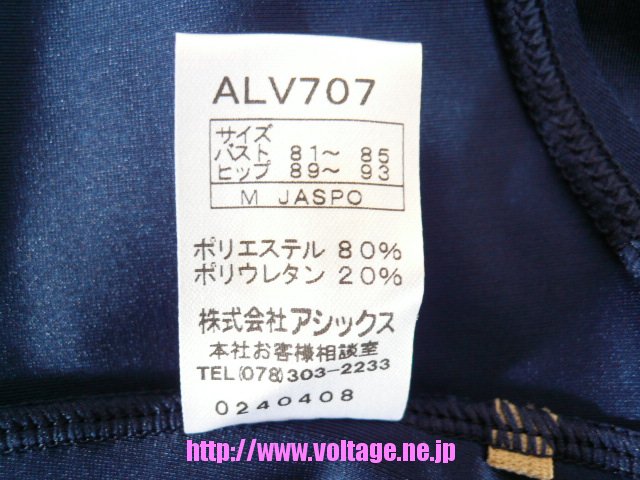 ALV707
サイズ
バスト 81～ 85
ヒップ 89～ 93
M JASPO
ポリエステル 80%
ポリウレタン 20%
株式会社アシックス
本社お客様相談室
TEL(078)303-2233
0240408
http://www.voltage.ne.jp